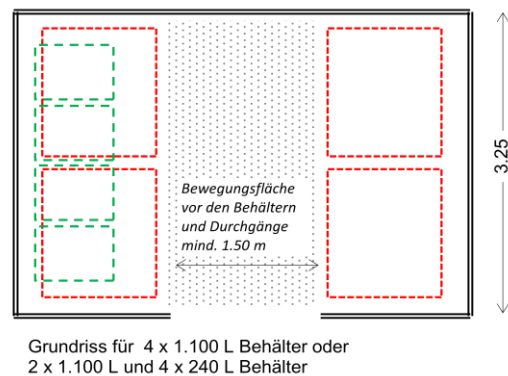 Bewegungsfläche
vor den Behältern
und Durchgänge
mind. 1.50 m
3.25
Grundriss für 4 x 1.100 L Behälter oder
2 x 1.100 L und 4 x 240 L Behälter